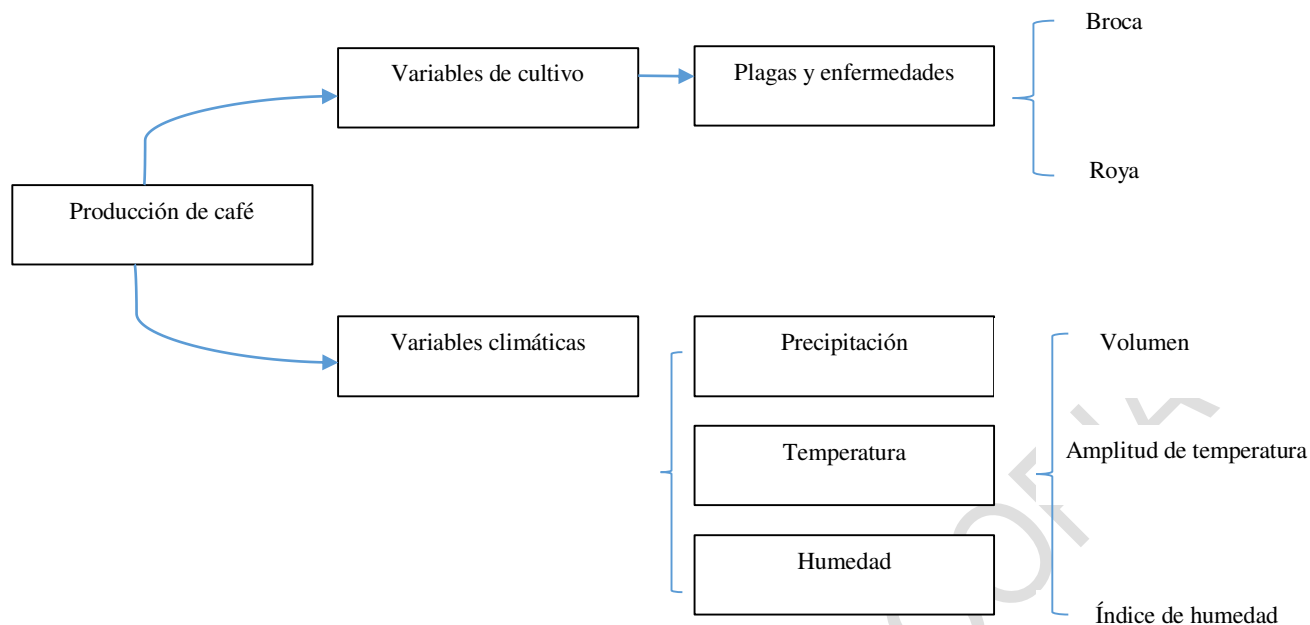 Broca
Variables de cultivo
Plagas y enfermedades
Roya
Producción de café
Variables climáticas
Precipitación
Volumen
Temperatura
Amplitud de temperatura
Humedad
Índice de humedad